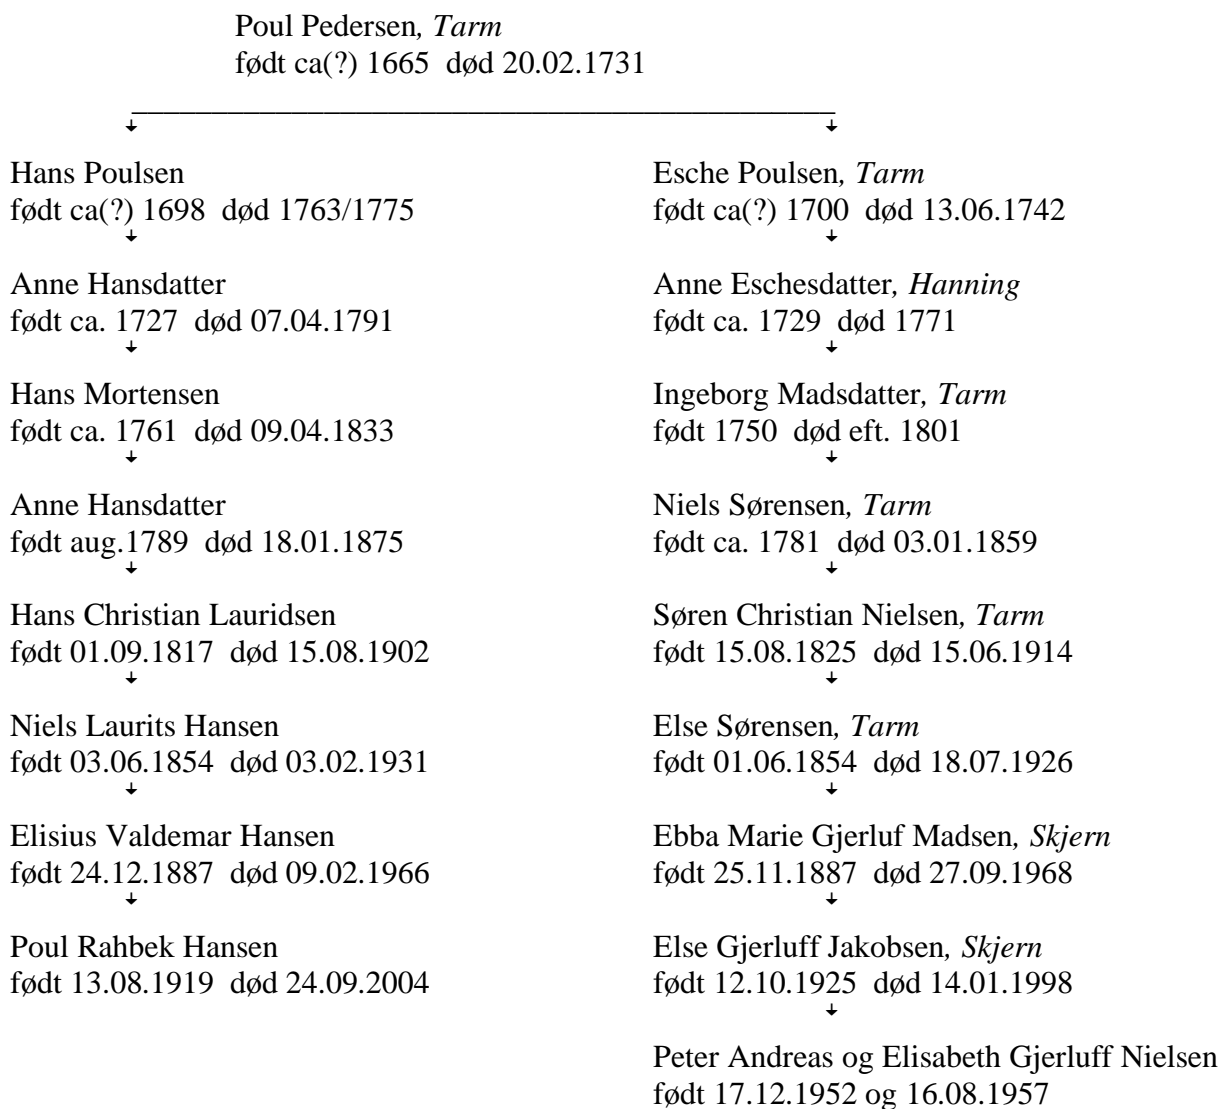 Poul Pedersen, Tarm
født ca(?) 1665 død 20.02.1731
Hans Poulsen
født ca(?) 1698 død 1763/1775
Anne Hansdatter
født ca. 1727 død 07.04.1791
Hans Mortensen
født ca. 1761 død 09.04.1833
Anne Hansdatter
født aug.1789 død 18.01.1875
Hans Christian Lauridsen
født 01.09.1817 død 15.08.1902
Niels Laurits Hansen
født 03.06.1854 død 03.02.1931
Elisius Valdemar Hansen
født 24.12.1887 død 09.02.1966
Poul Rahbek Hansen
født 13.08.1919 død 24.09.2004
Esche Poulsen, Tarm
født ca(?) 1700 død 13.06.1742
Anne Eschesdatter, Hanning
født ca. 1729 død 1771
Ingeborg Madsdatter, Tarm
født 1750 død eft. 1801
Niels Sørensen, Tarm
født ca. 1781 død 03.01.1859
Søren Christian Nielsen, Tarm
født 15.08.1825 død 15.06.1914
Else Sørensen, Tarm
født 01.06.1854 død 18.07.1926
Ebba Marie Gjerluf Madsen, Skjern
født 25.11.1887 død 27.09.1968
Else Gjerluff Jakobsen, Skjern
født 12.10.1925 død 14.01.1998
Peter Andreas og Elisabeth Gjerluff Nielsen
født 17.12.1952 og 16.08.1957